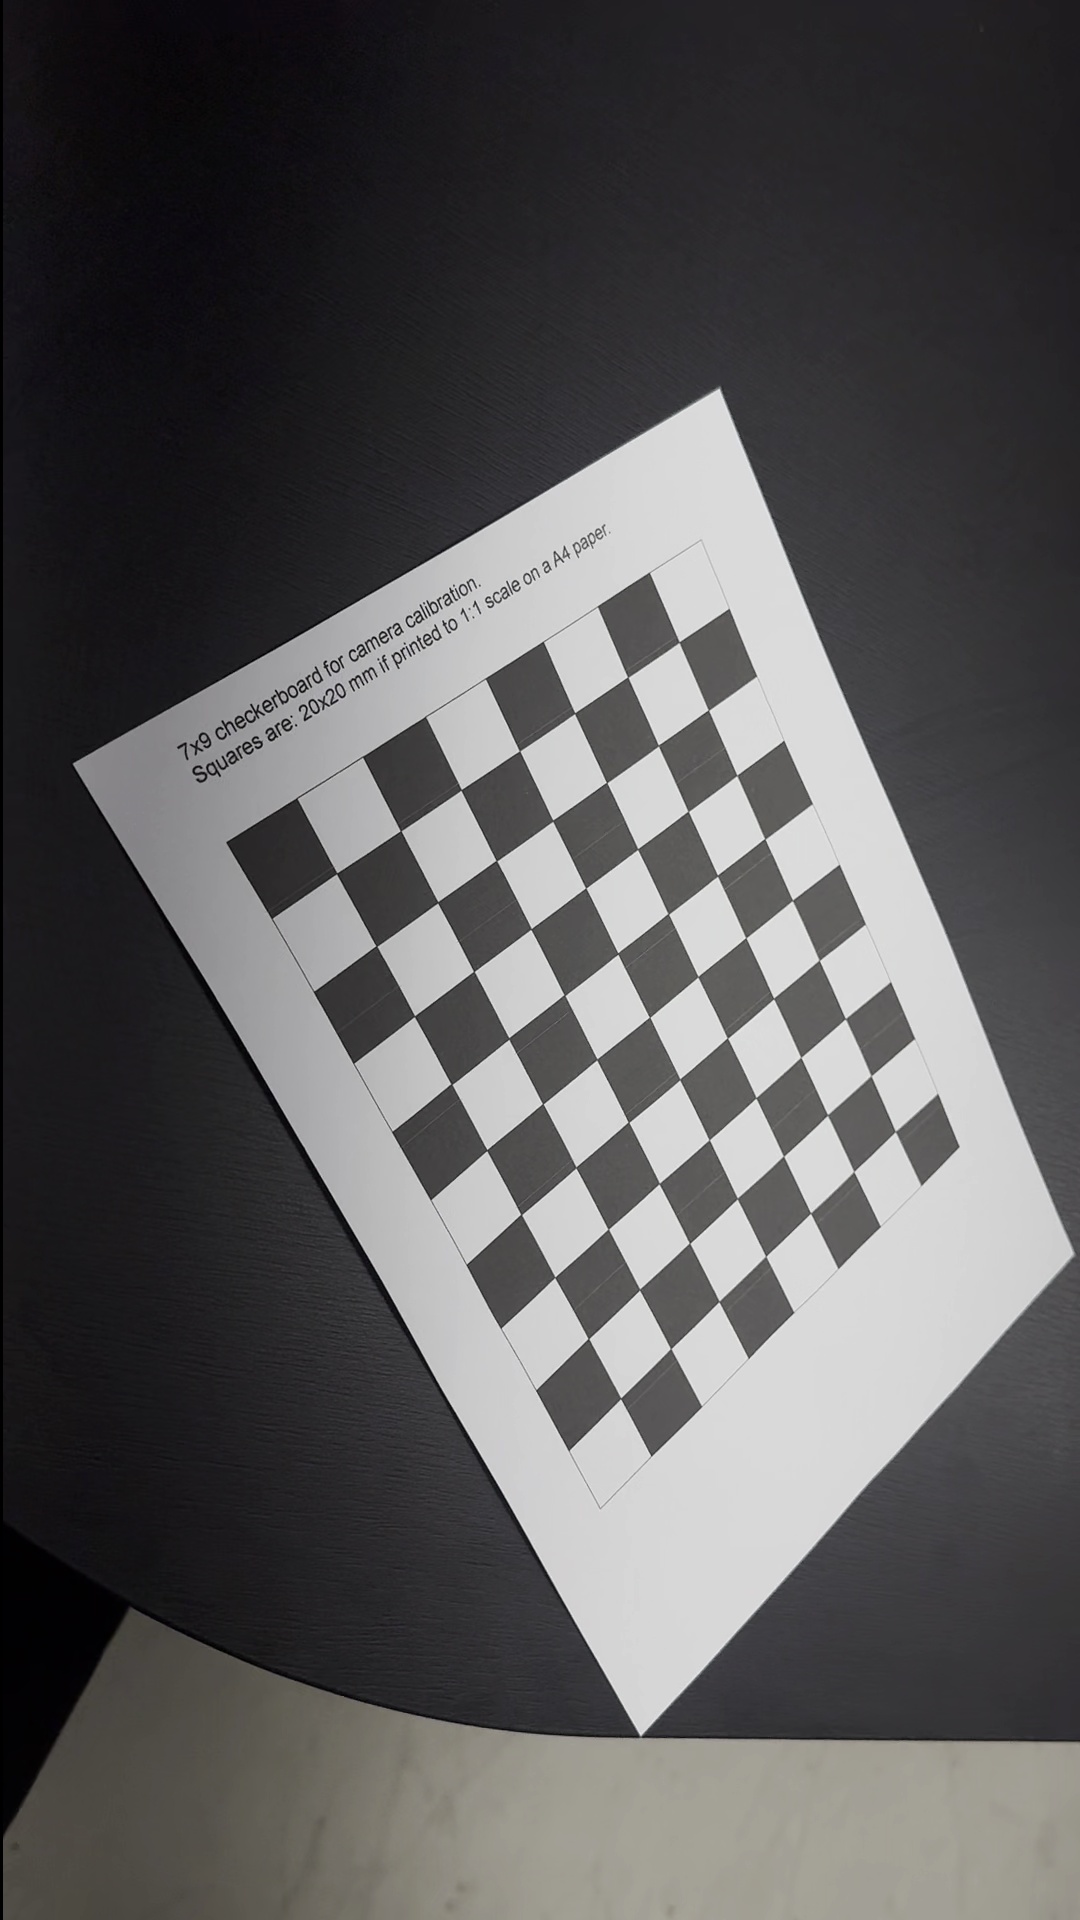 7x9 checkerboard for camera calibration.
Squares are: 20x20 mm if printed to 1:1 scale on a A4 paper.